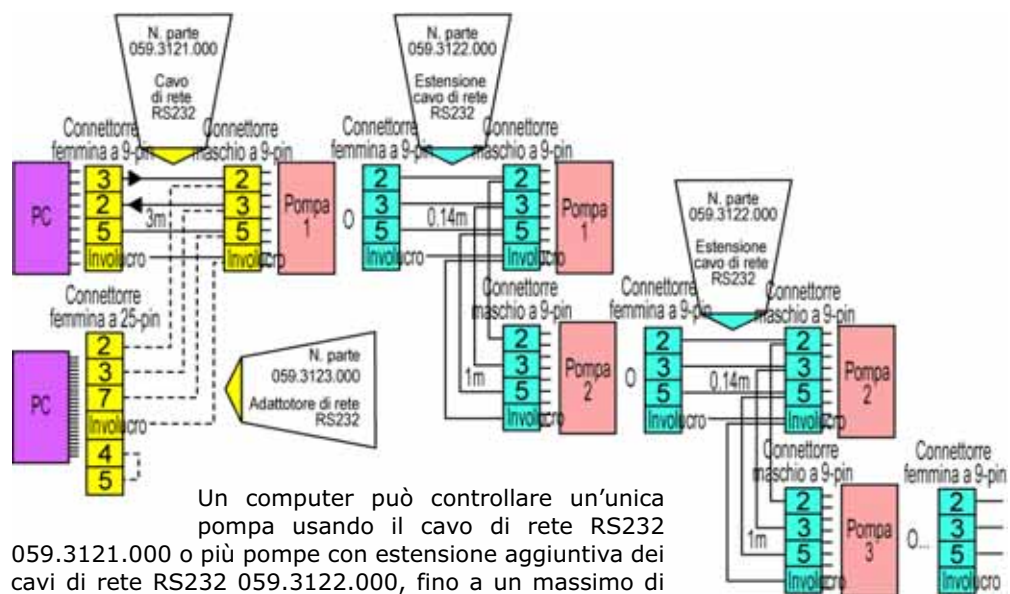 N. parte
059.3121.000
Cavo
di rete
RS232
N. parte
059.3122.000
Estensione
cavo di rete
RS232
Connettorre
femmina a 9-pin
Connettorre
maschio a 9-pin
Connettorre
femmina a 9-pin
Connettorre
maschio a 9-pin
PC
3
2
5
Involucro
3m
2
3
5
Involucro
Pompa
1
O
2
3
5
Involucro
0.14m
2
3
5
Involucro
Pompa
1
N. parte
059.3122.000
Estensione
cavo di rete
RS232
Connettorre
femmina a 25-pin
PC
2
3
7
Involucro
4
5
N. parte
059.3123.000
Adattotore di rete
RS232
Connettorre
maschio a 9-pin
1m
2
3
5
Involucro
Pompa
2
O
Connettorre
femmina a 9-pin
2
3
5
Involucro
0.14m
Connettorre
maschio a 9-pin
2
3
5
Involucro
Pompa
2
Connettorre
maschio a 9-pin
1m
2
3
5
Involucro
Pompa
3
O...
Connettorre
femmina a 9-pin
2
3
5
Involucro
Un computer può controllare un'unica
pompa usando il cavo di rete RS232
059.3121.000 o più pompe con estensione aggiuntiva dei
cavi di rete RS232 059.3122.000, fino a un massimo di